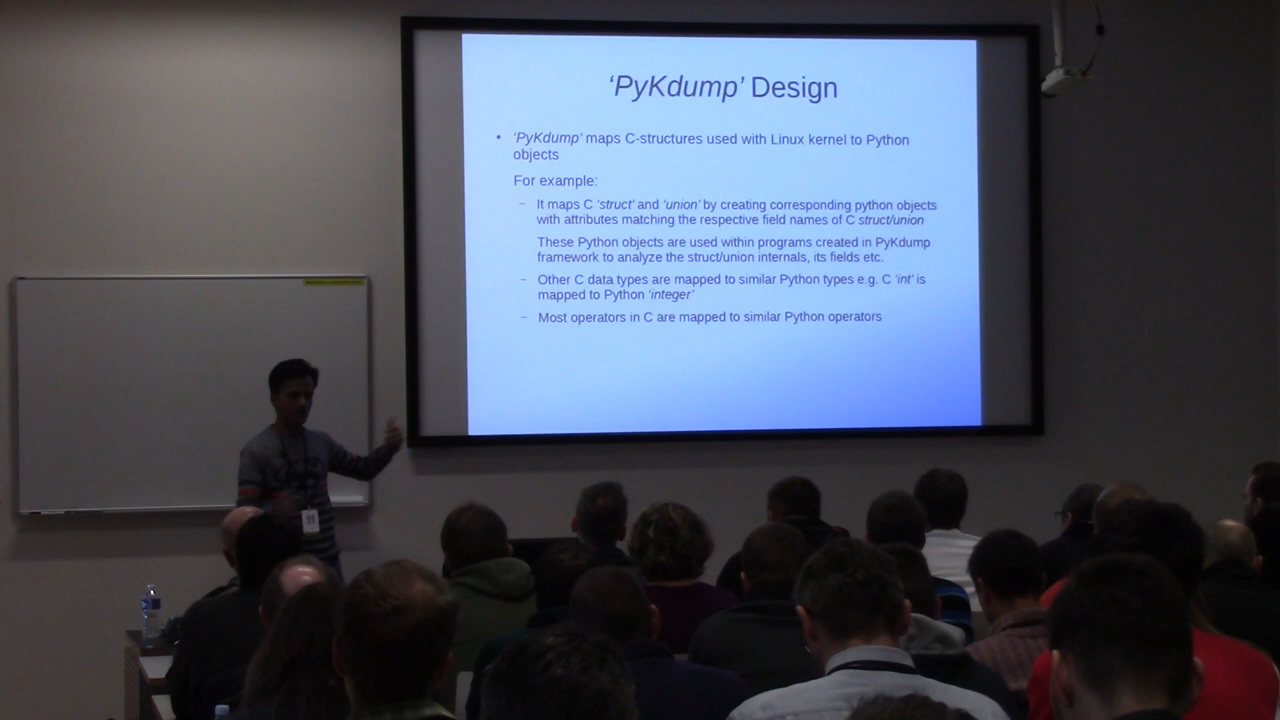 ‘PyKdump’ Design
• ‘PyKdump’ maps C-structures used with Linux kernel to Python
objects
For example:
– It maps C ‘struct’ and ‘union’ by creating corresponding python objects
with attributes matching the respective field names of C struct/union
These Python objects are used within programs created in PyKdump
framework to analyze the struct/union internals, its fields etc.
– Other C data types are mapped to similar Python types e.g. C ‘int’ is
mapped to Python ‘integer’
– Most operators in C are mapped to similar Python operators